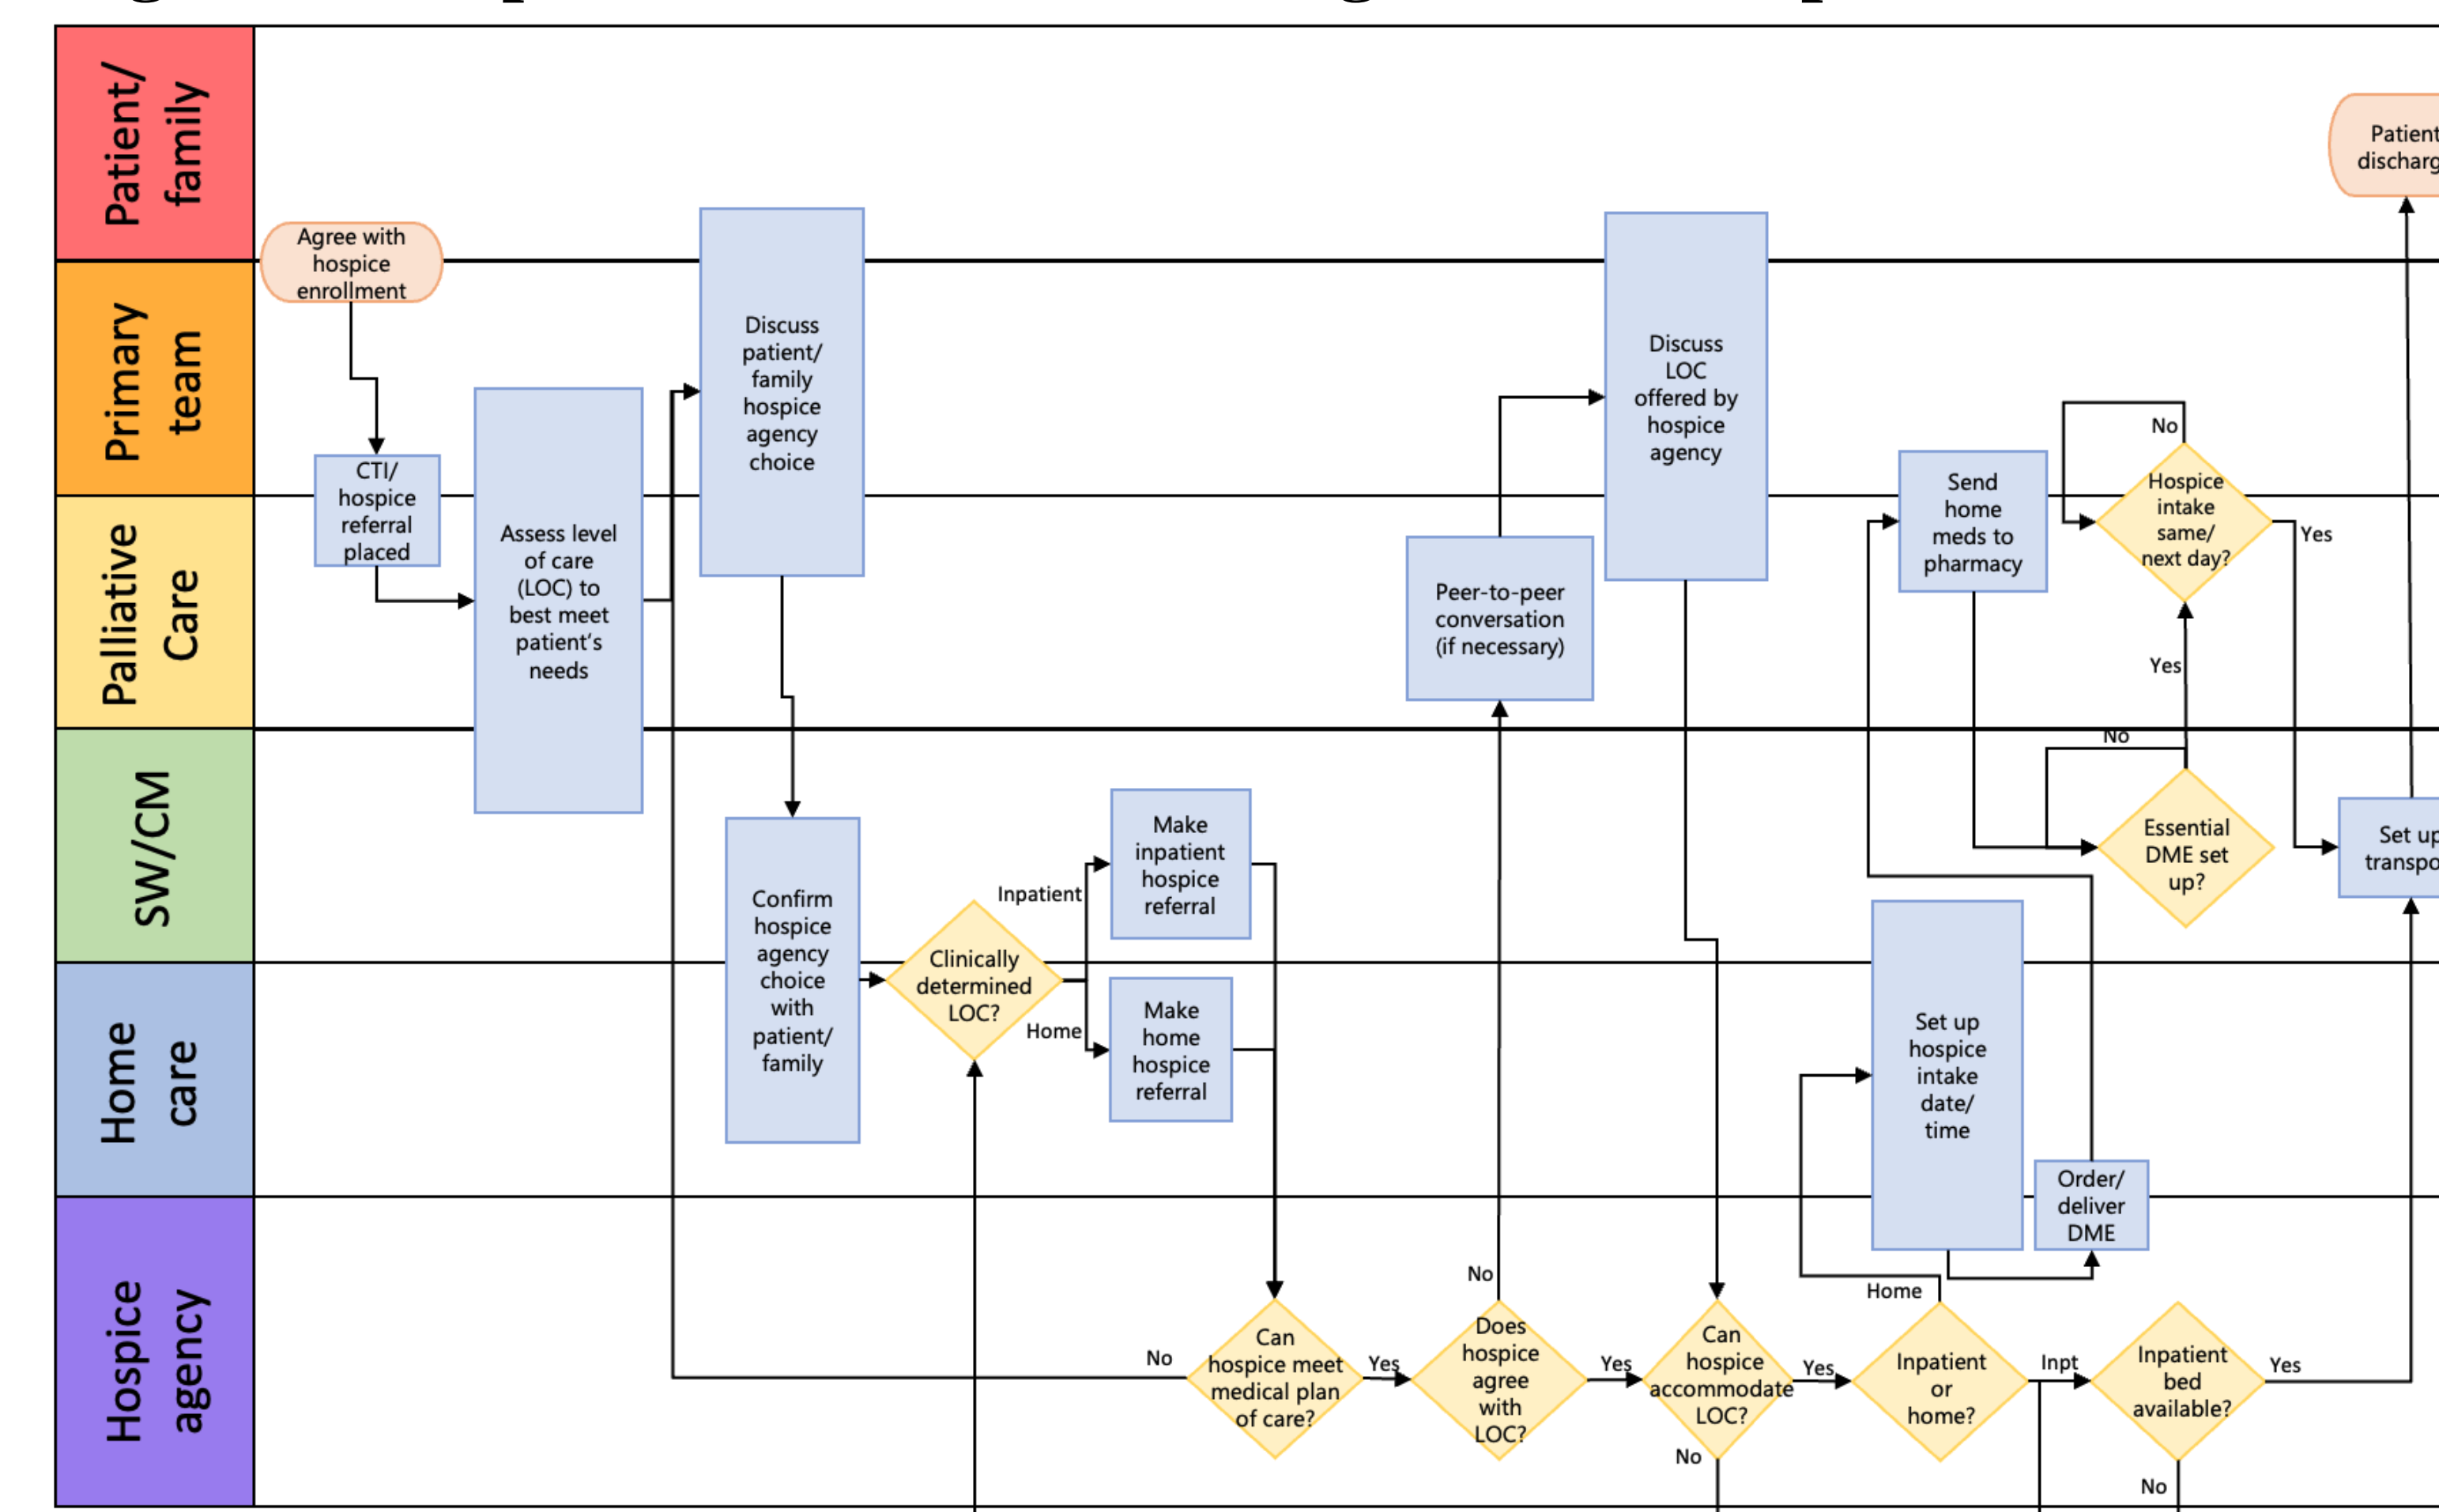 Patient/
family
Primary
team
Palliative
Care
SW/CM
Home
care
Hospice
agency
Agree with
hospice
enrollment
CTI/
hospice
referral
placed
Assess level
of care
(LOC) to
best meet
patient's
needs
Discuss
patient/
family
hospice
agency
choice
Confirm
hospice
agency
choice
with
patient/
family
Clinically
determined
LOC?
Inpatient
Home
Make
inpatient
hospice
referral
Make
home
hospice
referral
Can
hospice meet
medical plan
of care?
No
Yes
Does
hospice
agree
with
LOC?
No
Yes
Peer-to-peer
conversation
(if necessary)
Discuss
LOC
offered by
hospice
agency
Can
hospice
accommodate
LOC?
No
Yes
Inpatient
or
home?
Home
Inpt
Set up
hospice
intake
date/
time
Order/
deliver
DME
Send
home
meds to
pharmacy
Essential
DME set
up?
No
Yes
Hospice
intake
same/
next day?
No
Yes
Inpatient
bed
available?
Yes
No
Set up
transpo
Patient
discharg